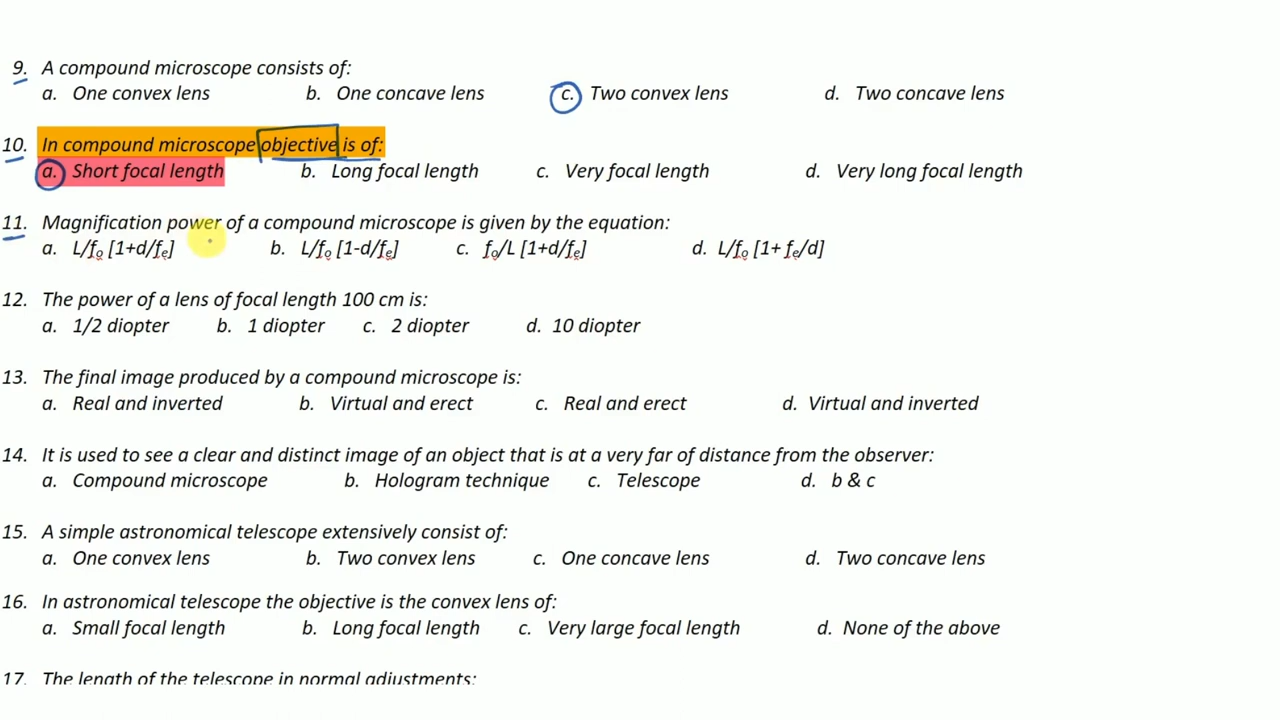 9. A compound microscope consists of:
a. One convex lens b. One concave lens c. Two convex lens d. Two concave lens
10. In compound microscope objective is of:
a. Short focal length b. Long focal length c. Very focal length d. Very long focal length
11. Magnification power of a compound microscope is given by the equation:
a. L/fₒ [1+d/fₑ] b. L/fₒ [1-d/fₑ] c. fₒ/L [1+d/fₑ] d. L/fₒ [1+ fₑ/d]
12. The power of a lens of focal length 100 cm is:
a. 1/2 diopter b. 1 diopter c. 2 diopter d. 10 diopter
13. The final image produced by a compound microscope is:
a. Real and inverted b. Virtual and erect c. Real and erect d. Virtual and inverted
14. It is used to see a clear and distinct image of an object that is at a very far of distance from the observer:
a. Compound microscope b. Hologram technique c. Telescope d. b & c
15. A simple astronomical telescope extensively consist of:
a. One convex lens b. Two convex lens c. One concave lens d. Two concave lens
16. In astronomical telescope the objective is the convex lens of:
a. Small focal length b. Long focal length c. Very large focal length d. None of the above
17. The length of the telescope in normal adjustments: